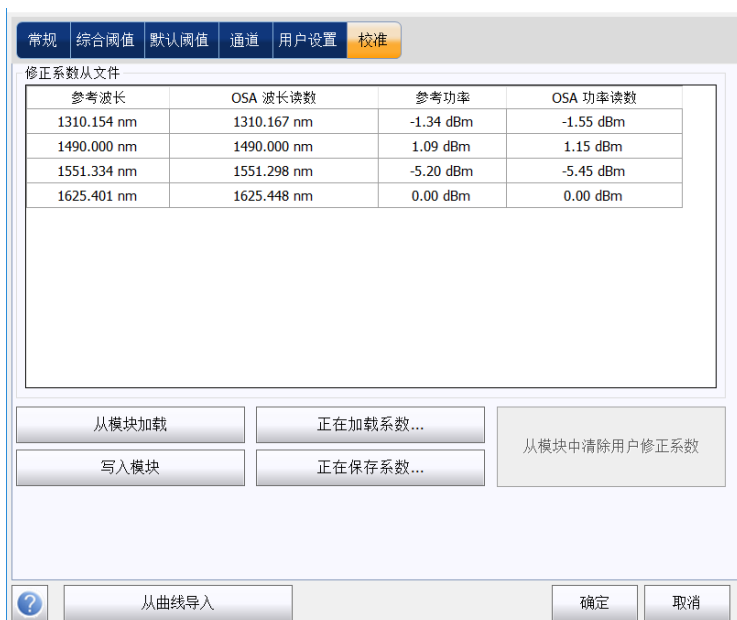 常规 综合阈值 默认阈值 通道 用户设置 校准
修正系数从文件
参考波长 OSA 波长读数 参考功率 OSA 功率读数
1310.154 nm 1310.167 nm -1.34 dBm -1.55 dBm
1490.000 nm 1490.000 nm 1.09 dBm 1.15 dBm
1551.334 nm 1551.298 nm -5.20 dBm -5.45 dBm
1625.401 nm 1625.448 nm 0.00 dBm 0.00 dBm
从模块加载 正在加载系数...
从模块中清除用户修正系数
写入模块 正在保存系数...
? 从曲线导入 确定 取消